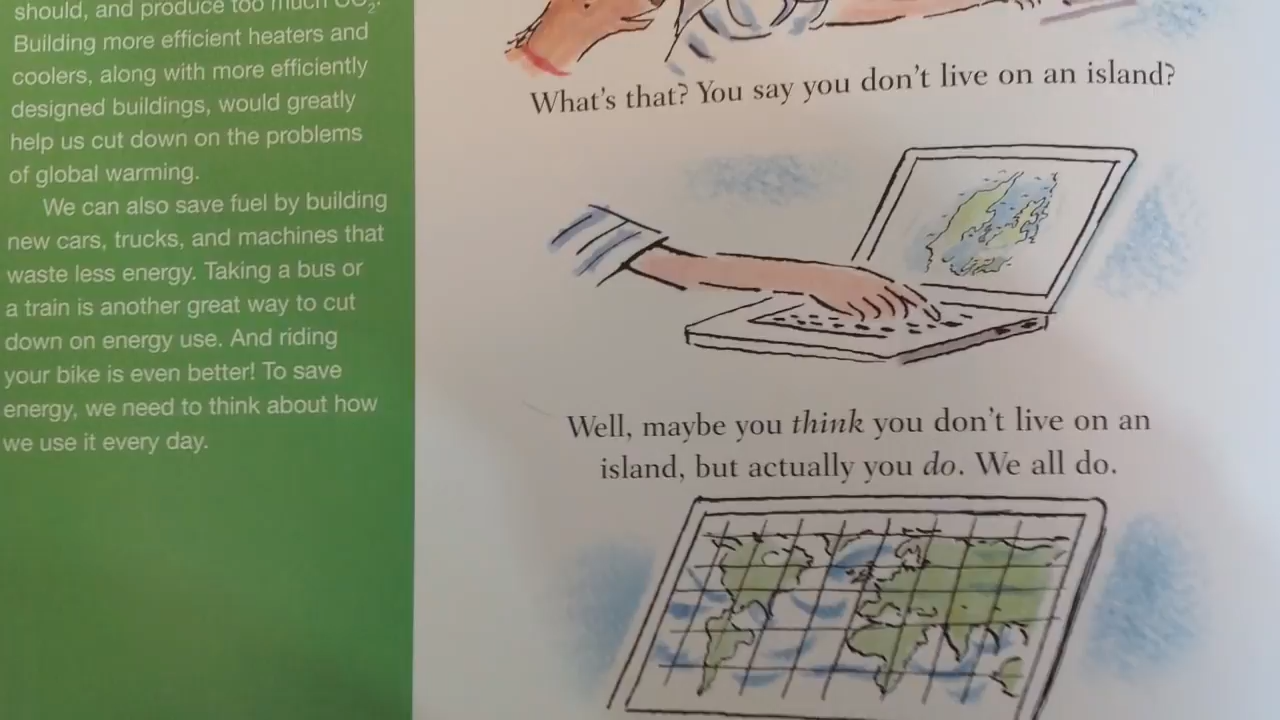 should, and produce too much CO₂.
Building more efficient heaters and
coolers, along with more efficiently
designed buildings, would greatly
help us cut down on the problems
of global warming.
We can also save fuel by building
new cars, trucks, and machines that
waste less energy. Taking a bus or
a train is another great way to cut
down on energy use. And riding
your bike is even better! To save
energy, we need to think about how
we use it every day.
What's that? You say you don't live on an island?
Well, maybe you think you don't live on an
island, but actually you do. We all do.